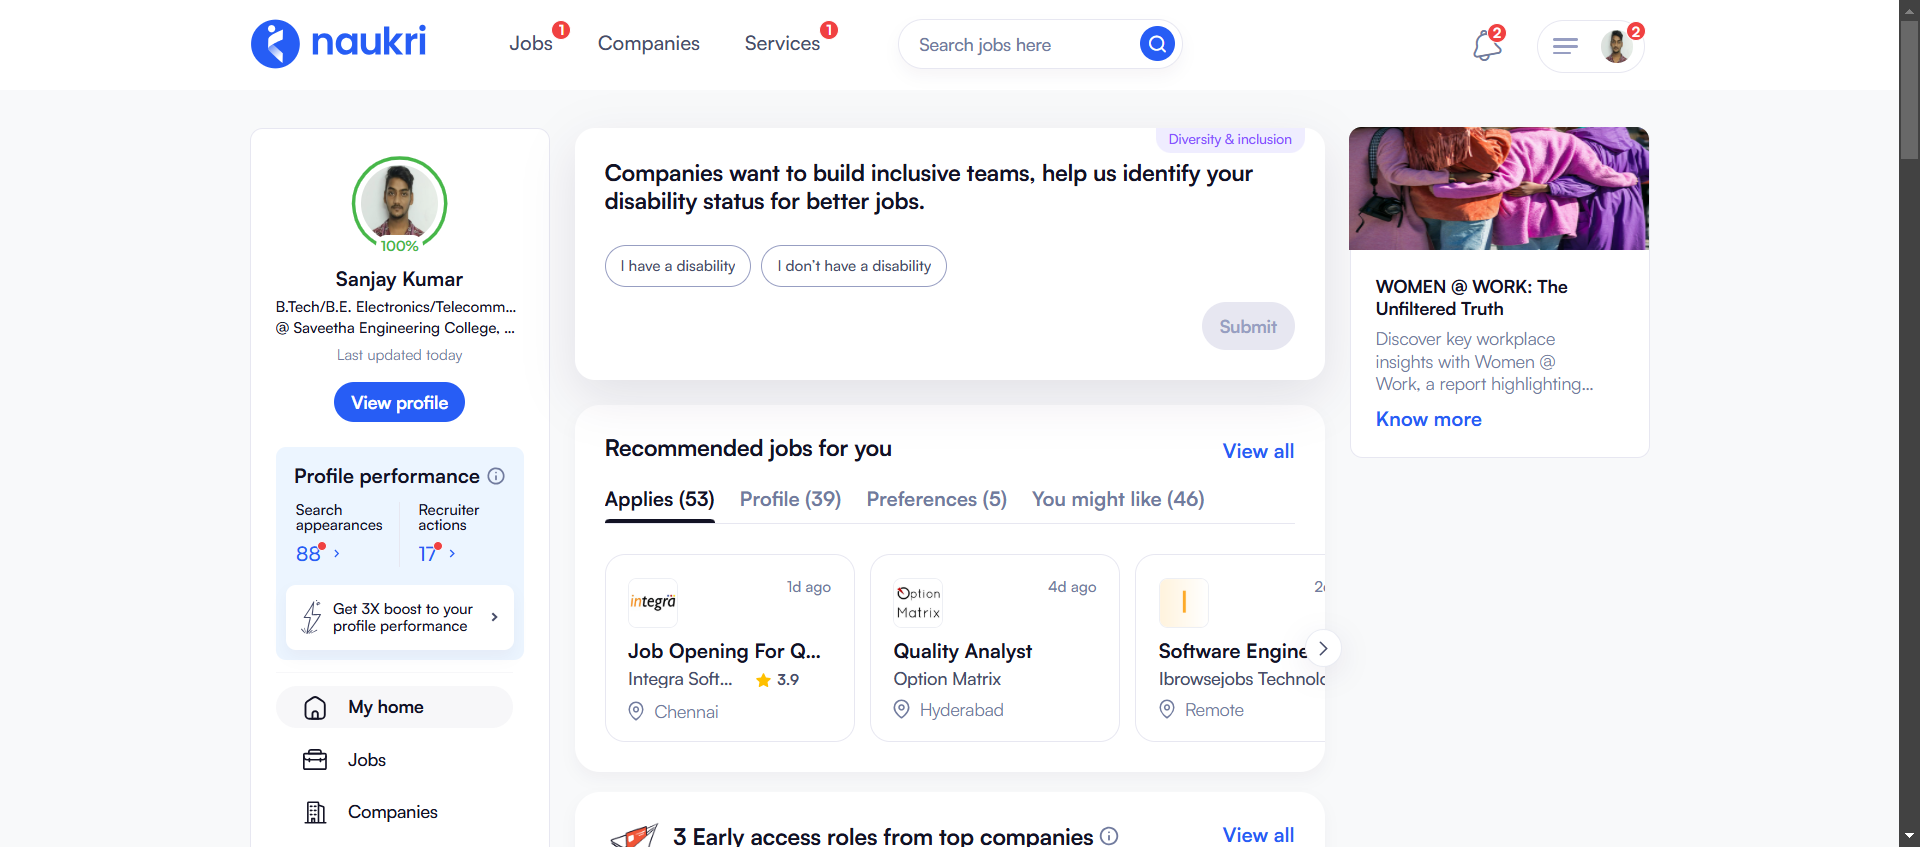 naukri
Jobs 1
Companies
Services 1
Search jobs here
2
2
100%
Sanjay Kumar
B.Tech/B.E. Electronics/Telecomm...
@ Saveetha Engineering College, ...
Last updated today
View profile
Profile performance
Search appearances
88
Recruiter actions
17
Get 3X boost to your
profile performance
My home
Jobs
Companies
Diversity & inclusion
Companies want to build inclusive teams, help us identify your
disability status for better jobs.
I have a disability
I don't have a disability
Submit
Recommended jobs for you
View all
Applies (53)
Profile (39)
Preferences (5)
You might like (46)
integra
1d ago
Job Opening For Q...
Integra Soft...
3.9
Chennai
Option
Matrix
4d ago
Quality Analyst
Option Matrix
Hyderabad
I
2
Software Engine
Ibrowsejobs Technolo
Remote
3 Early access roles from top companies
View all
WOMEN @ WORK: The
Unfiltered Truth
Discover key workplace
insights with Women @
Work, a report highlighting...
Know more